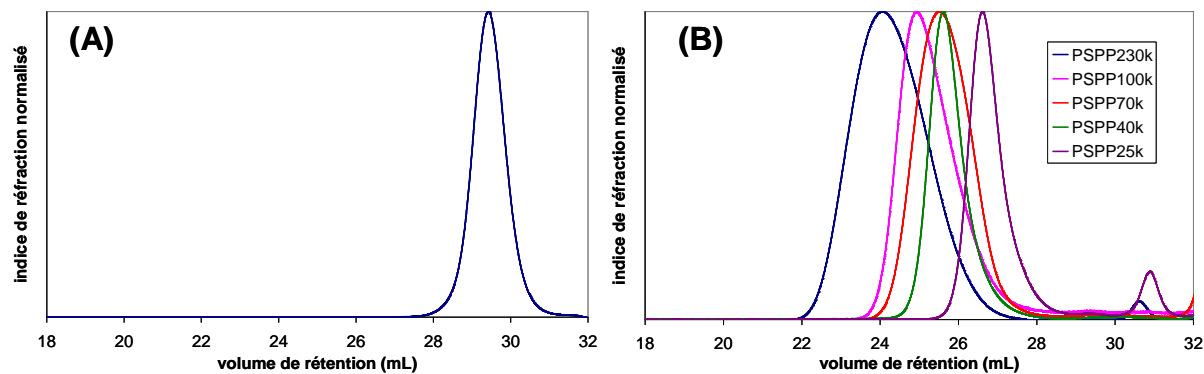 (A)
indice de réfraction normalisé
18 20 22 24 26 28 30 32
volume de rétention (mL)
(B)
indice de réfraction normalisé
PSPP230k
PSPP100k
PSPP70k
PSPP40k
PSPP25k
18 20 22 24 26 28 30 32
volume de rétention (mL)